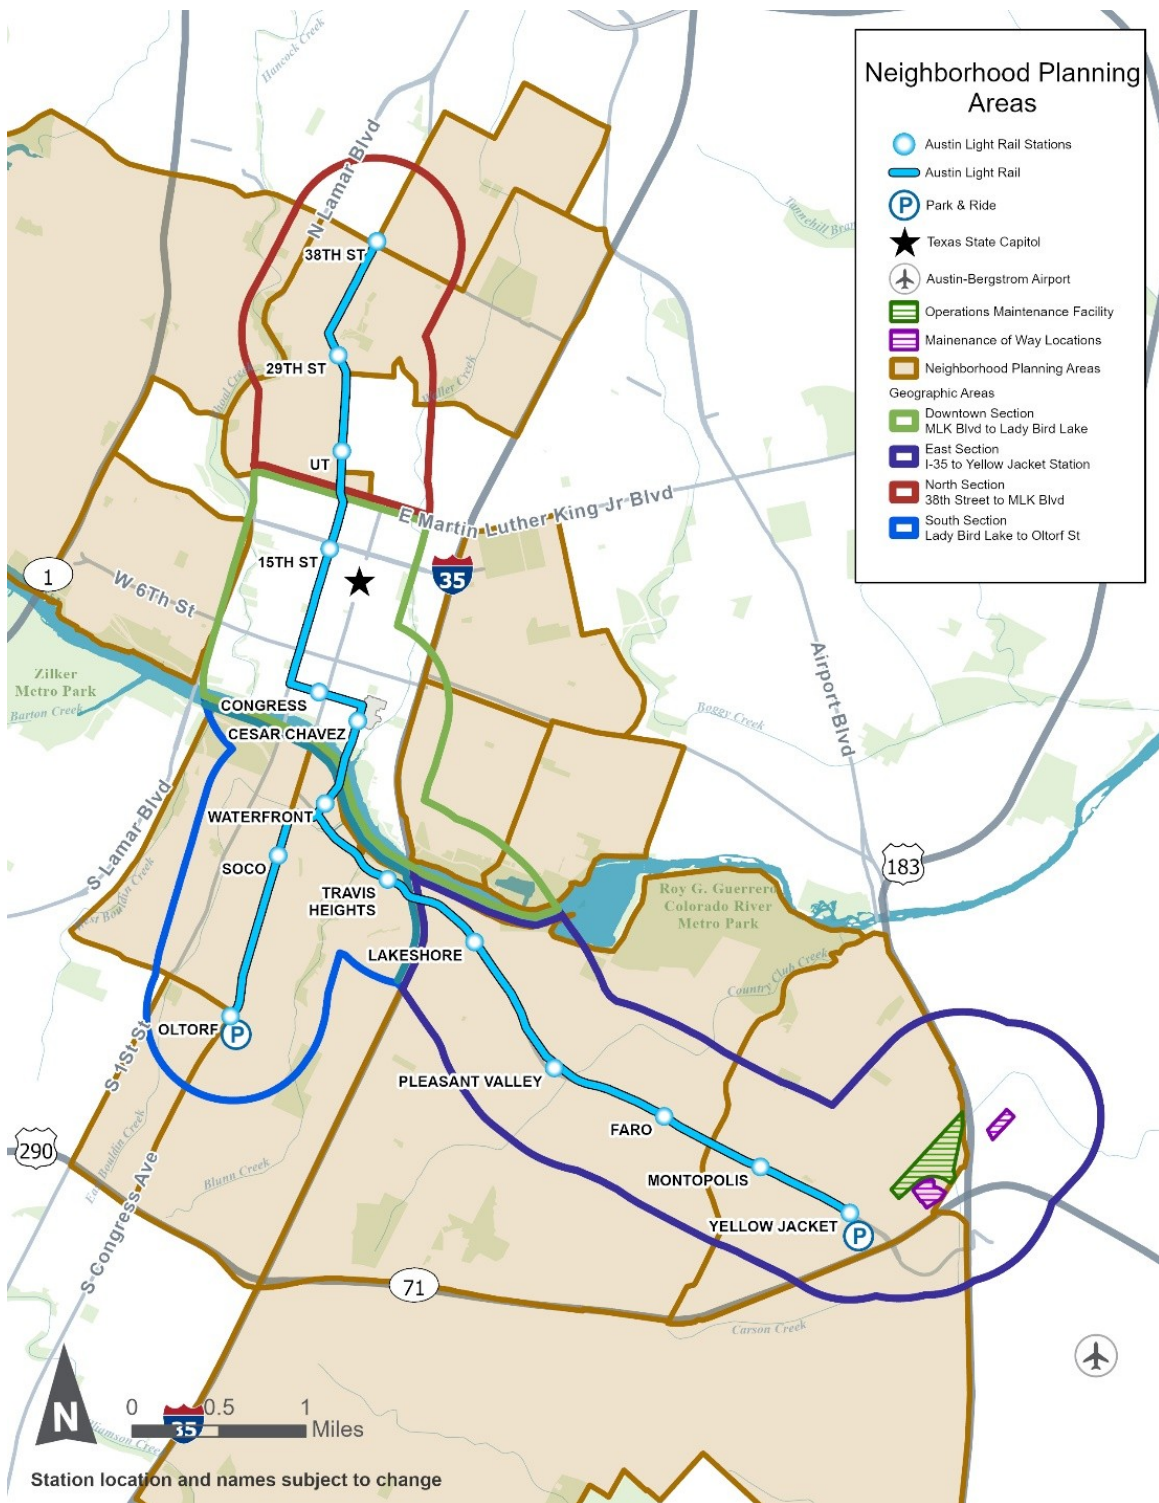 Neighborhood Planning
Areas
Austin Light Rail Stations
Austin Light Rail
P
Park & Ride
Texas State Capitol
Austin-Bergstrom Airport
Operations Maintenance Facility
Mainenance of Way Locations
Neighborhood Planning Areas
Geographic Areas
Downtown Section
MLK Blvd to Lady Bird Lake
East Section
I-35 to Yellow Jacket Station
North Section
38th Street to MLK Blvd
South Section
Lady Bird Lake to Oltorf St
Hancock Creek
N Lamar Blvd
38TH ST
29TH ST
Waller Creek
UT
E Martin Luther King Jr Blvd
15TH ST
35
1
W 6Th St
Zilker
Metro Park
Barton Creek
CONGRESS
CESAR CHAVEZ
Boggy Creek
Airport Blvd
WATERFRONT
S Lamar Blvd
SOCO
183
TRAVIS
HEIGHTS
Roy G. Guerrero
Colorado River
Metro Park
LAKESHORE
Country Club Creek
OLTORF
P
S 1St St
PLEASANT VALLEY
FARO
290
East Bouldin Creek
Blunn Creek
MONTOPOLIS
YELLOW JACKET
P
S Congress Ave
71
Carson Creek
N
0 0.5 1
Miles
35
Station location and names subject to change